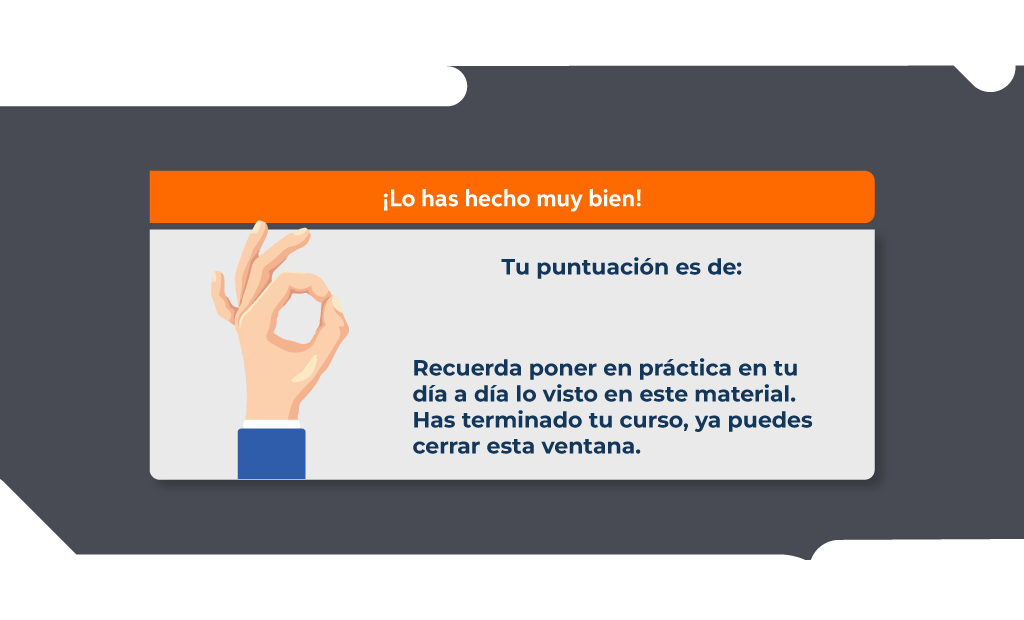 ¡Lo has hecho muy bien!
Tu puntuación es de:
Recuerda poner en práctica en tu
día a día lo visto en este material.
Has terminado tu curso, ya puedes
cerrar esta ventana.